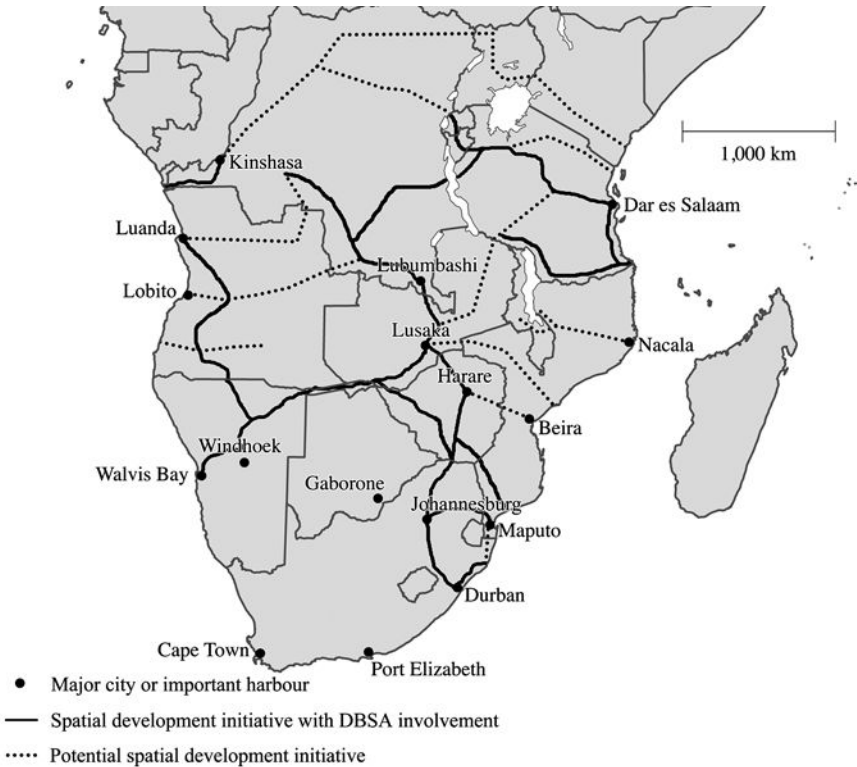 1,000 km
Kinshasa
Dar es Salaam
Luanda
Lubumbashi
Lobito
Lusaka
Nacala
Harare
Beira
Windhoek
Walvis Bay
Gaborone
Johannesburg
Maputo
Durban
Cape Town
Port Elizabeth
Major city or important harbour
Spatial development initiative with DBSA involvement
Potential spatial development initiative